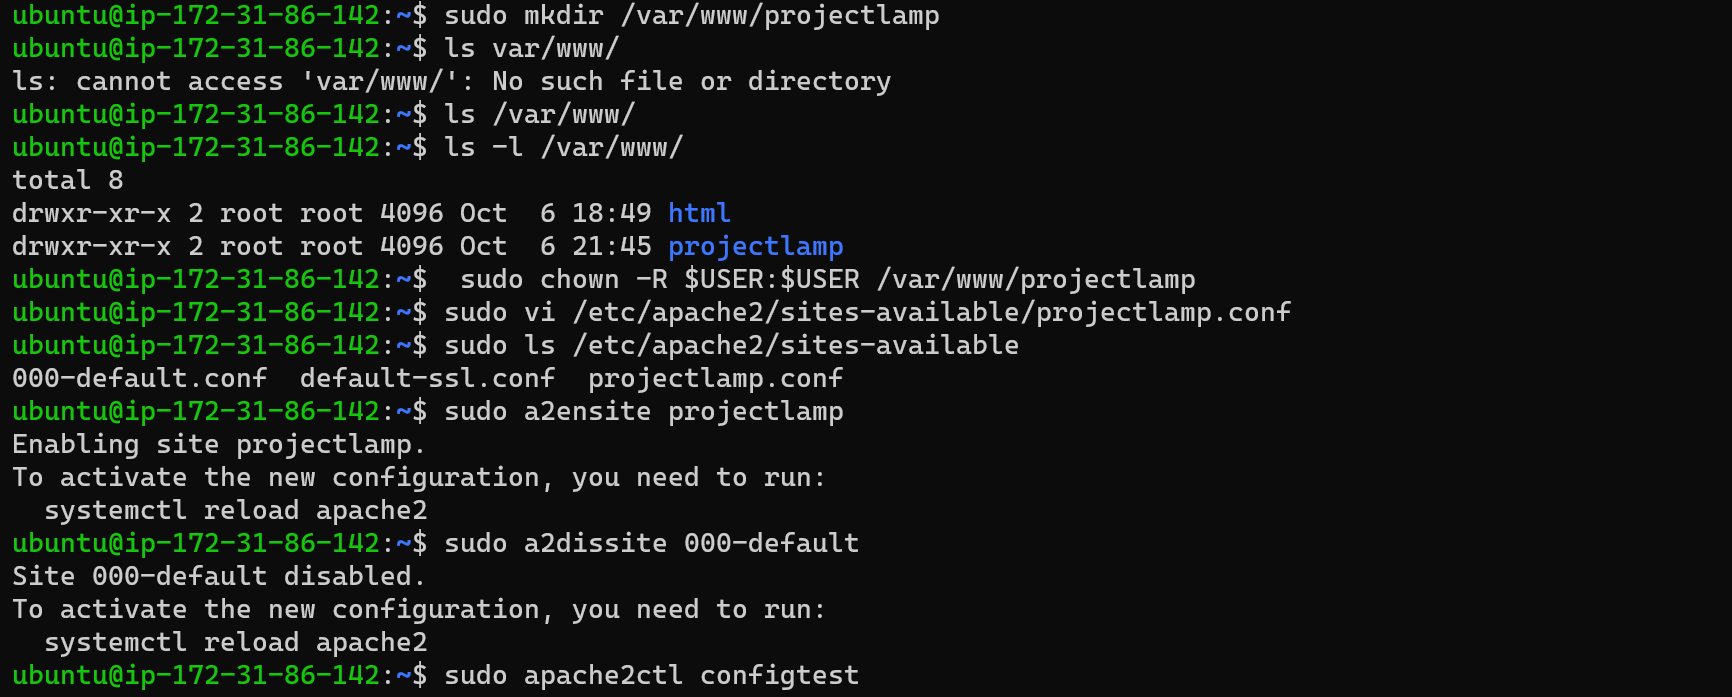 ubuntu@ip-172-31-86-142:~$ sudo mkdir /var/www/projectlamp
ubuntu@ip-172-31-86-142:~$ ls var/www/
ls: cannot access 'var/www/': No such file or directory
ubuntu@ip-172-31-86-142:~$ ls /var/www/
ubuntu@ip-172-31-86-142:~$ ls -l /var/www/
total 8
drwxr-xr-x 2 root root 4096 Oct  6 18:49 html
drwxr-xr-x 2 root root 4096 Oct  6 21:45 projectlamp
ubuntu@ip-172-31-86-142:~$  sudo chown -R $USER:$USER /var/www/projectlamp
ubuntu@ip-172-31-86-142:~$ sudo vi /etc/apache2/sites-available/projectlamp.conf
ubuntu@ip-172-31-86-142:~$ sudo ls /etc/apache2/sites-available
000-default.conf  default-ssl.conf  projectlamp.conf
ubuntu@ip-172-31-86-142:~$ sudo a2ensite projectlamp
Enabling site projectlamp.
To activate the new configuration, you need to run:
  systemctl reload apache2
ubuntu@ip-172-31-86-142:~$ sudo a2dissite 000-default
Site 000-default disabled.
To activate the new configuration, you need to run:
  systemctl reload apache2
ubuntu@ip-172-31-86-142:~$ sudo apache2ctl configtest